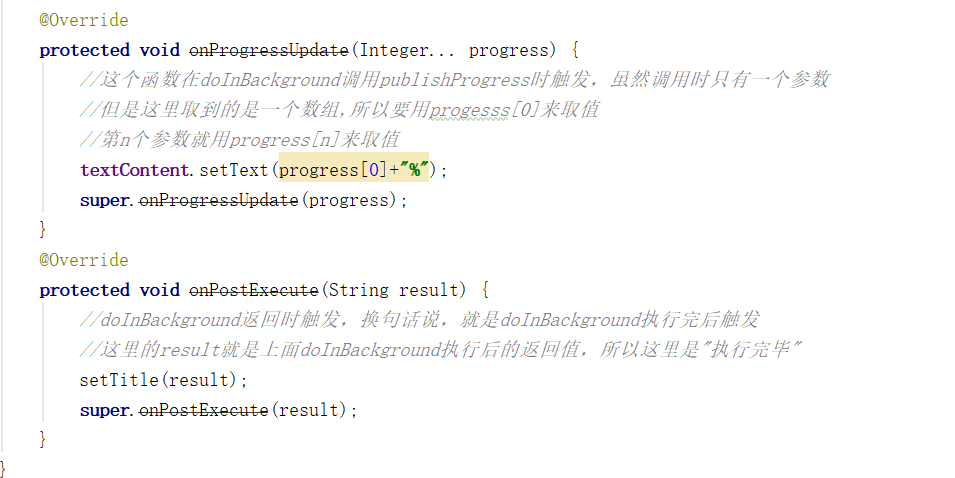 @Override
protected void onProgressUpdate(Integer... progress) {
//这个函数在doInBackground调用publishProgress时触发，虽然调用时只有一个参数
//但是这里取到的是一个数组,所以要用progesss[0]来取值
//第n个参数就用progress[n]来取值
textContent.setText(progress[0]+"%");
super.onProgressUpdate(progress);
}
@Override
protected void onPostExecute(String result) {
//doInBackground返回时触发，换句话说，就是doInBackground执行完后触发
//这里的result就是上面doInBackground执行后的返回值，所以这里是"执行完毕"
setTitle(result);
super.onPostExecute(result);
}
}